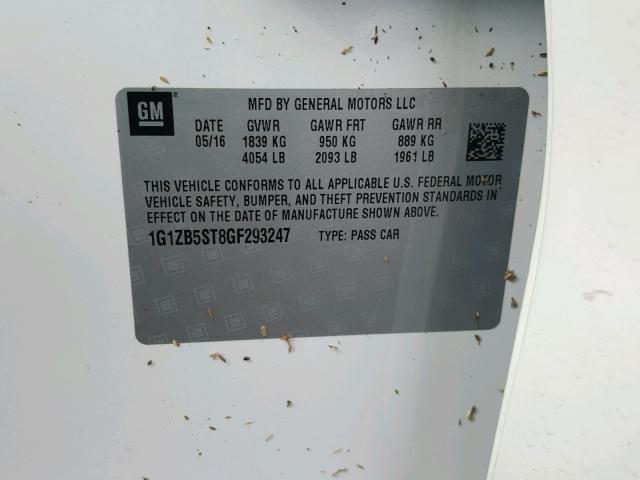 GM
MFD BY GENERAL MOTORS LLC
DATE GVWR GAWR FRT GAWR RR
05/16 1839 KG 950 KG 889 KG
4054 LB 2093 LB 1961 LB
THIS VEHICLE CONFORMS TO ALL APPLICABLE U.S. FEDERAL MOTOR
VEHICLE SAFETY, BUMPER, AND THEFT PREVENTION STANDARDS IN
EFFECT ON THE DATE OF MANUFACTURE SHOWN ABOVE.
1G1ZB5ST8GF293247 TYPE: PASS CAR